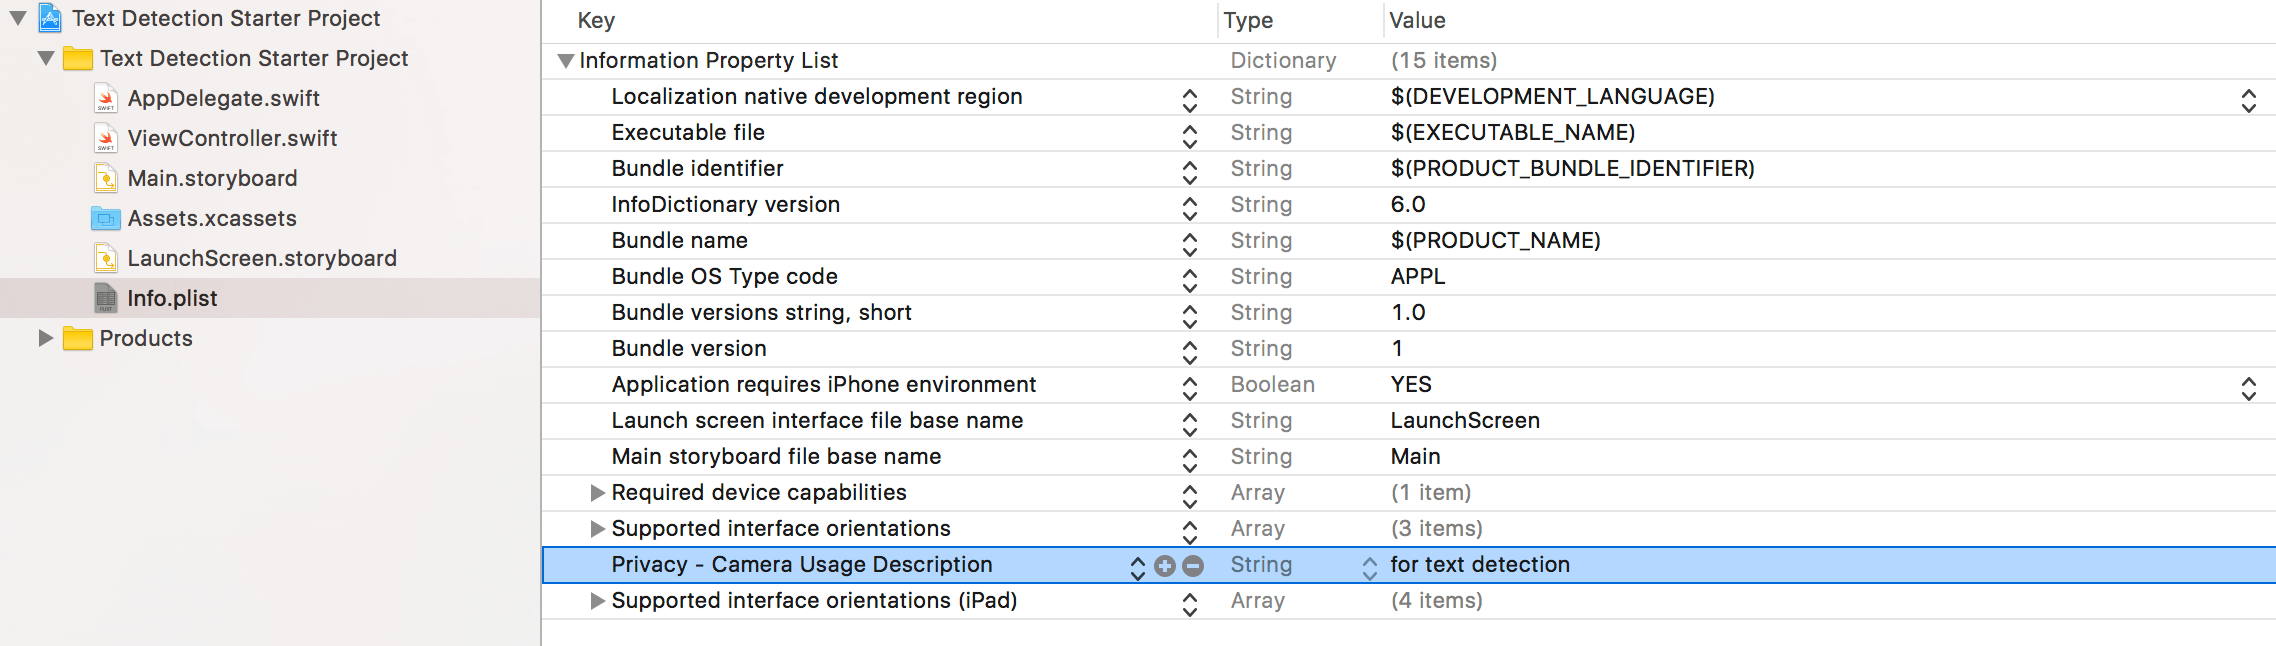 Text Detection Starter Project
Text Detection Starter Project
AppDelegate.swift
ViewController.swift
Main.storyboard
Assets.xcassets
LaunchScreen.storyboard
Info.plist
Products
Key Type Value
Information Property List Dictionary (15 items)
Localization native development region String $(DEVELOPMENT_LANGUAGE)
Executable file String $(EXECUTABLE_NAME)
Bundle identifier String $(PRODUCT_BUNDLE_IDENTIFIER)
InfoDictionary version String 6.0
Bundle name String $(PRODUCT_NAME)
Bundle OS Type code String APPL
Bundle versions string, short String 1.0
Bundle version String 1
Application requires iPhone environment Boolean YES
Launch screen interface file base name String LaunchScreen
Main storyboard file base name String Main
Required device capabilities Array (1 item)
Supported interface orientations Array (3 items)
Privacy - Camera Usage Description String for text detection
Supported interface orientations (iPad) Array (4 items)